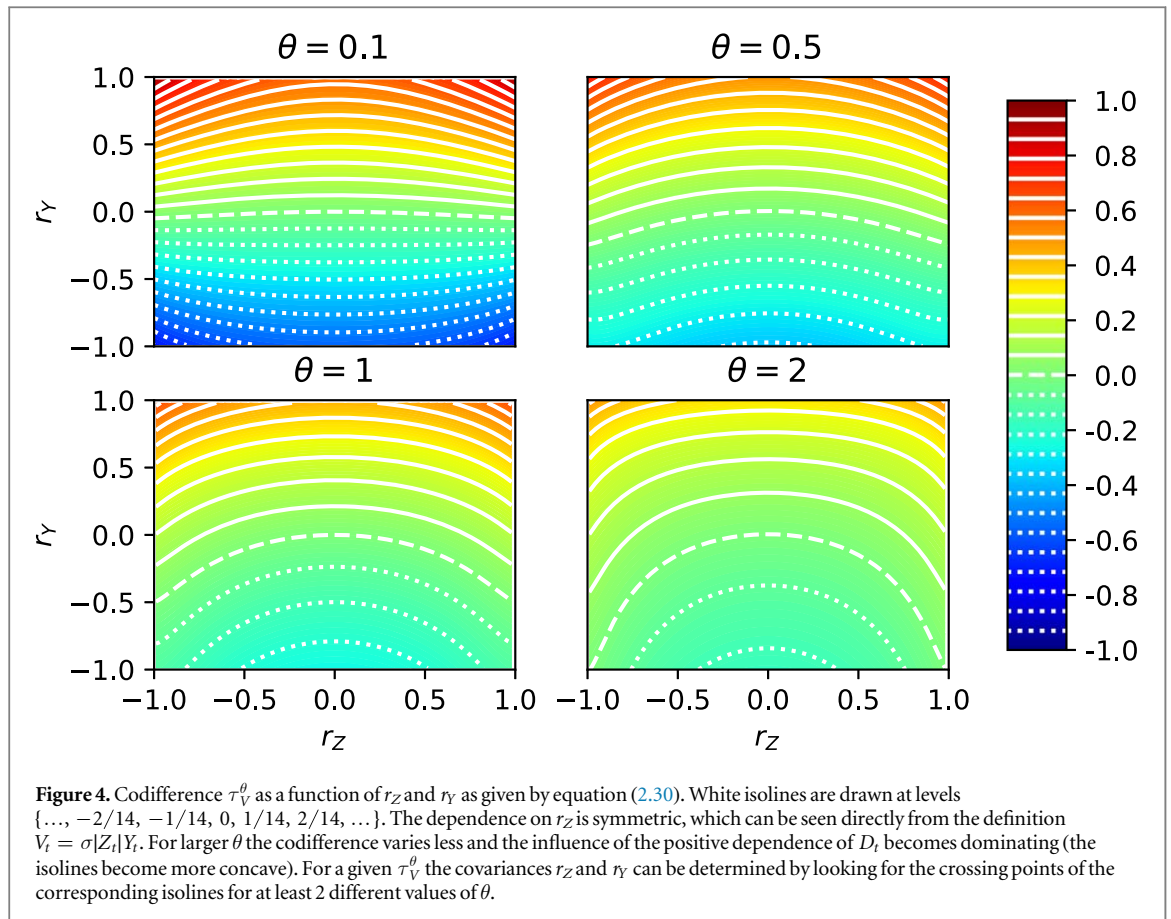 θ = 0.1
θ = 0.5
1.0
0.5
0.0
−0.5
−1.0
r_Y
1.0
0.8
0.6
0.4
0.2
0.0
-0.2
-0.4
-0.6
-0.8
-1.0
θ = 1
θ = 2
1.0
0.5
0.0
−0.5
−1.0
r_Y
−1.0 −0.5 0.0 0.5 1.0
−1.0 −0.5 0.0 0.5 1.0
r_Z
r_Z
Figure 4. Codifference τ_V^θ as a function of r_Z and r_Y as given by equation (2.30). White isolines are drawn at levels
{…, −2/14, −1/14, 0, 1/14, 2/14, …}. The dependence on r_Z is symmetric, which can be seen directly from the definition
V_t = σ|Z_t|Y_t. For larger θ the codifference varies less and the influence of the positive dependence of D_t becomes dominating (the
isolines become more concave). For a given τ_V^θ the covariances r_Z and r_Y can be determined by looking for the crossing points of the
corresponding isolines for at least 2 different values of θ.